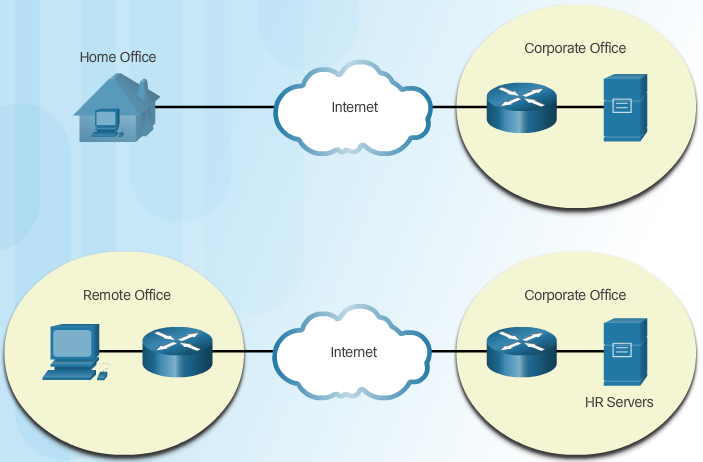 Home Office
Internet
Corporate Office
Remote Office
Internet
Corporate Office
HR Servers